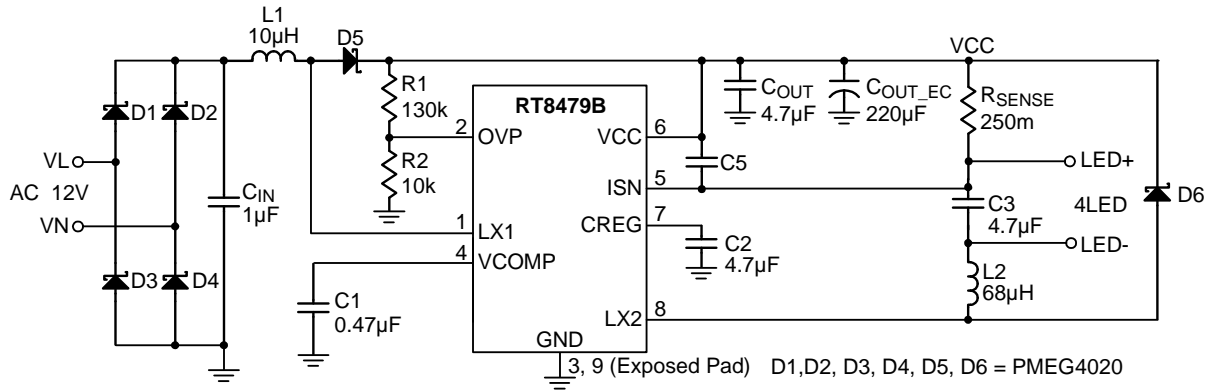 L1
10µH
D5
VCC
R1
130k
RT8479B
COUT
4.7µF
COUT_EC
220µF
RSENSE
250m
D1
D2
2
OVP
VCC
6
VL
AC 12V
VN
R2
10k
C5
LED+
CIN
1µF
ISN
5
C3
4.7µF
4LED
D6
1
LX1
CREG
7
LED-
4
VCOMP
C2
4.7µF
D3
D4
L2
68µH
C1
0.47µF
LX2
8
GND
3, 9 (Exposed Pad)
D1,D2, D3, D4, D5, D6 = PMEG4020